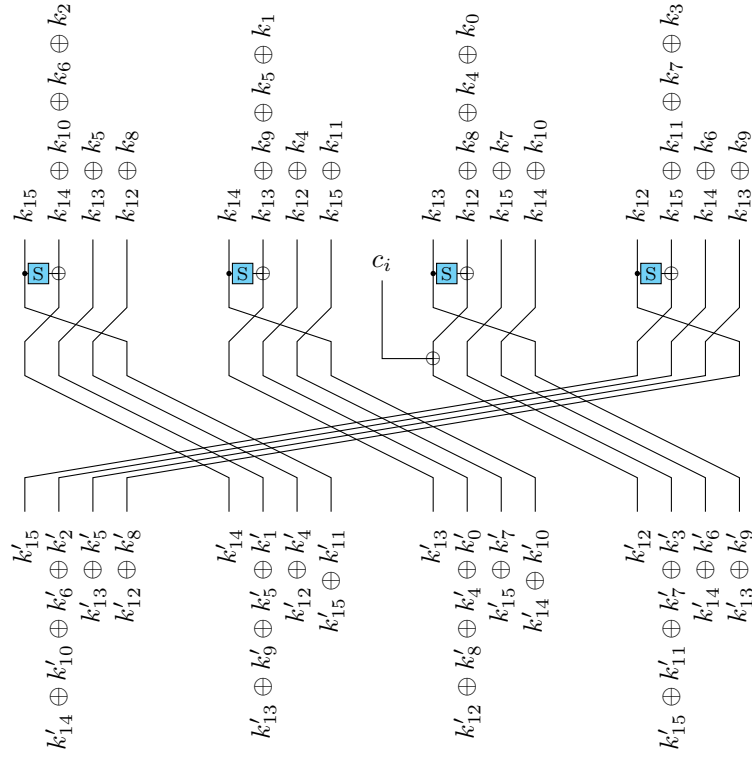 k₁₅
k₁₄ ⊕ k₁₀ ⊕ k₆ ⊕ k₂
k₁₃ ⊕ k₅
k₁₂ ⊕ k₈
k₁₄
k₁₃ ⊕ k₉ ⊕ k₅ ⊕ k₁
k₁₂ ⊕ k₄
k₁₅ ⊕ k₁₁
k₁₃
k₁₂ ⊕ k₈ ⊕ k₄ ⊕ k₀
k₁₅ ⊕ k₇
k₁₄ ⊕ k₁₀
k₁₂
k₁₅ ⊕ k₁₁ ⊕ k₇ ⊕ k₃
k₁₄ ⊕ k₆
k₁₃ ⊕ k₉
S
S
S
S
cᵢ
k′₁₅
k′₁₄ ⊕ k′₁₀ ⊕ k′₆ ⊕ k′₂
k′₁₃ ⊕ k′₅
k′₁₂ ⊕ k′₈
k′₁₄
k′₁₃ ⊕ k′₉ ⊕ k′₅ ⊕ k′₁
k′₁₂ ⊕ k′₄
k′₁₅ ⊕ k′₁₁
k′₁₃
k′₁₂ ⊕ k′₈ ⊕ k′₄ ⊕ k′₀
k′₁₅ ⊕ k′₇
k′₁₄ ⊕ k′₁₀
k′₁₂
k′₁₅ ⊕ k′₁₁ ⊕ k′₇ ⊕ k′₃
k′₁₄ ⊕ k′₆
k′₁₃ ⊕ k′₉